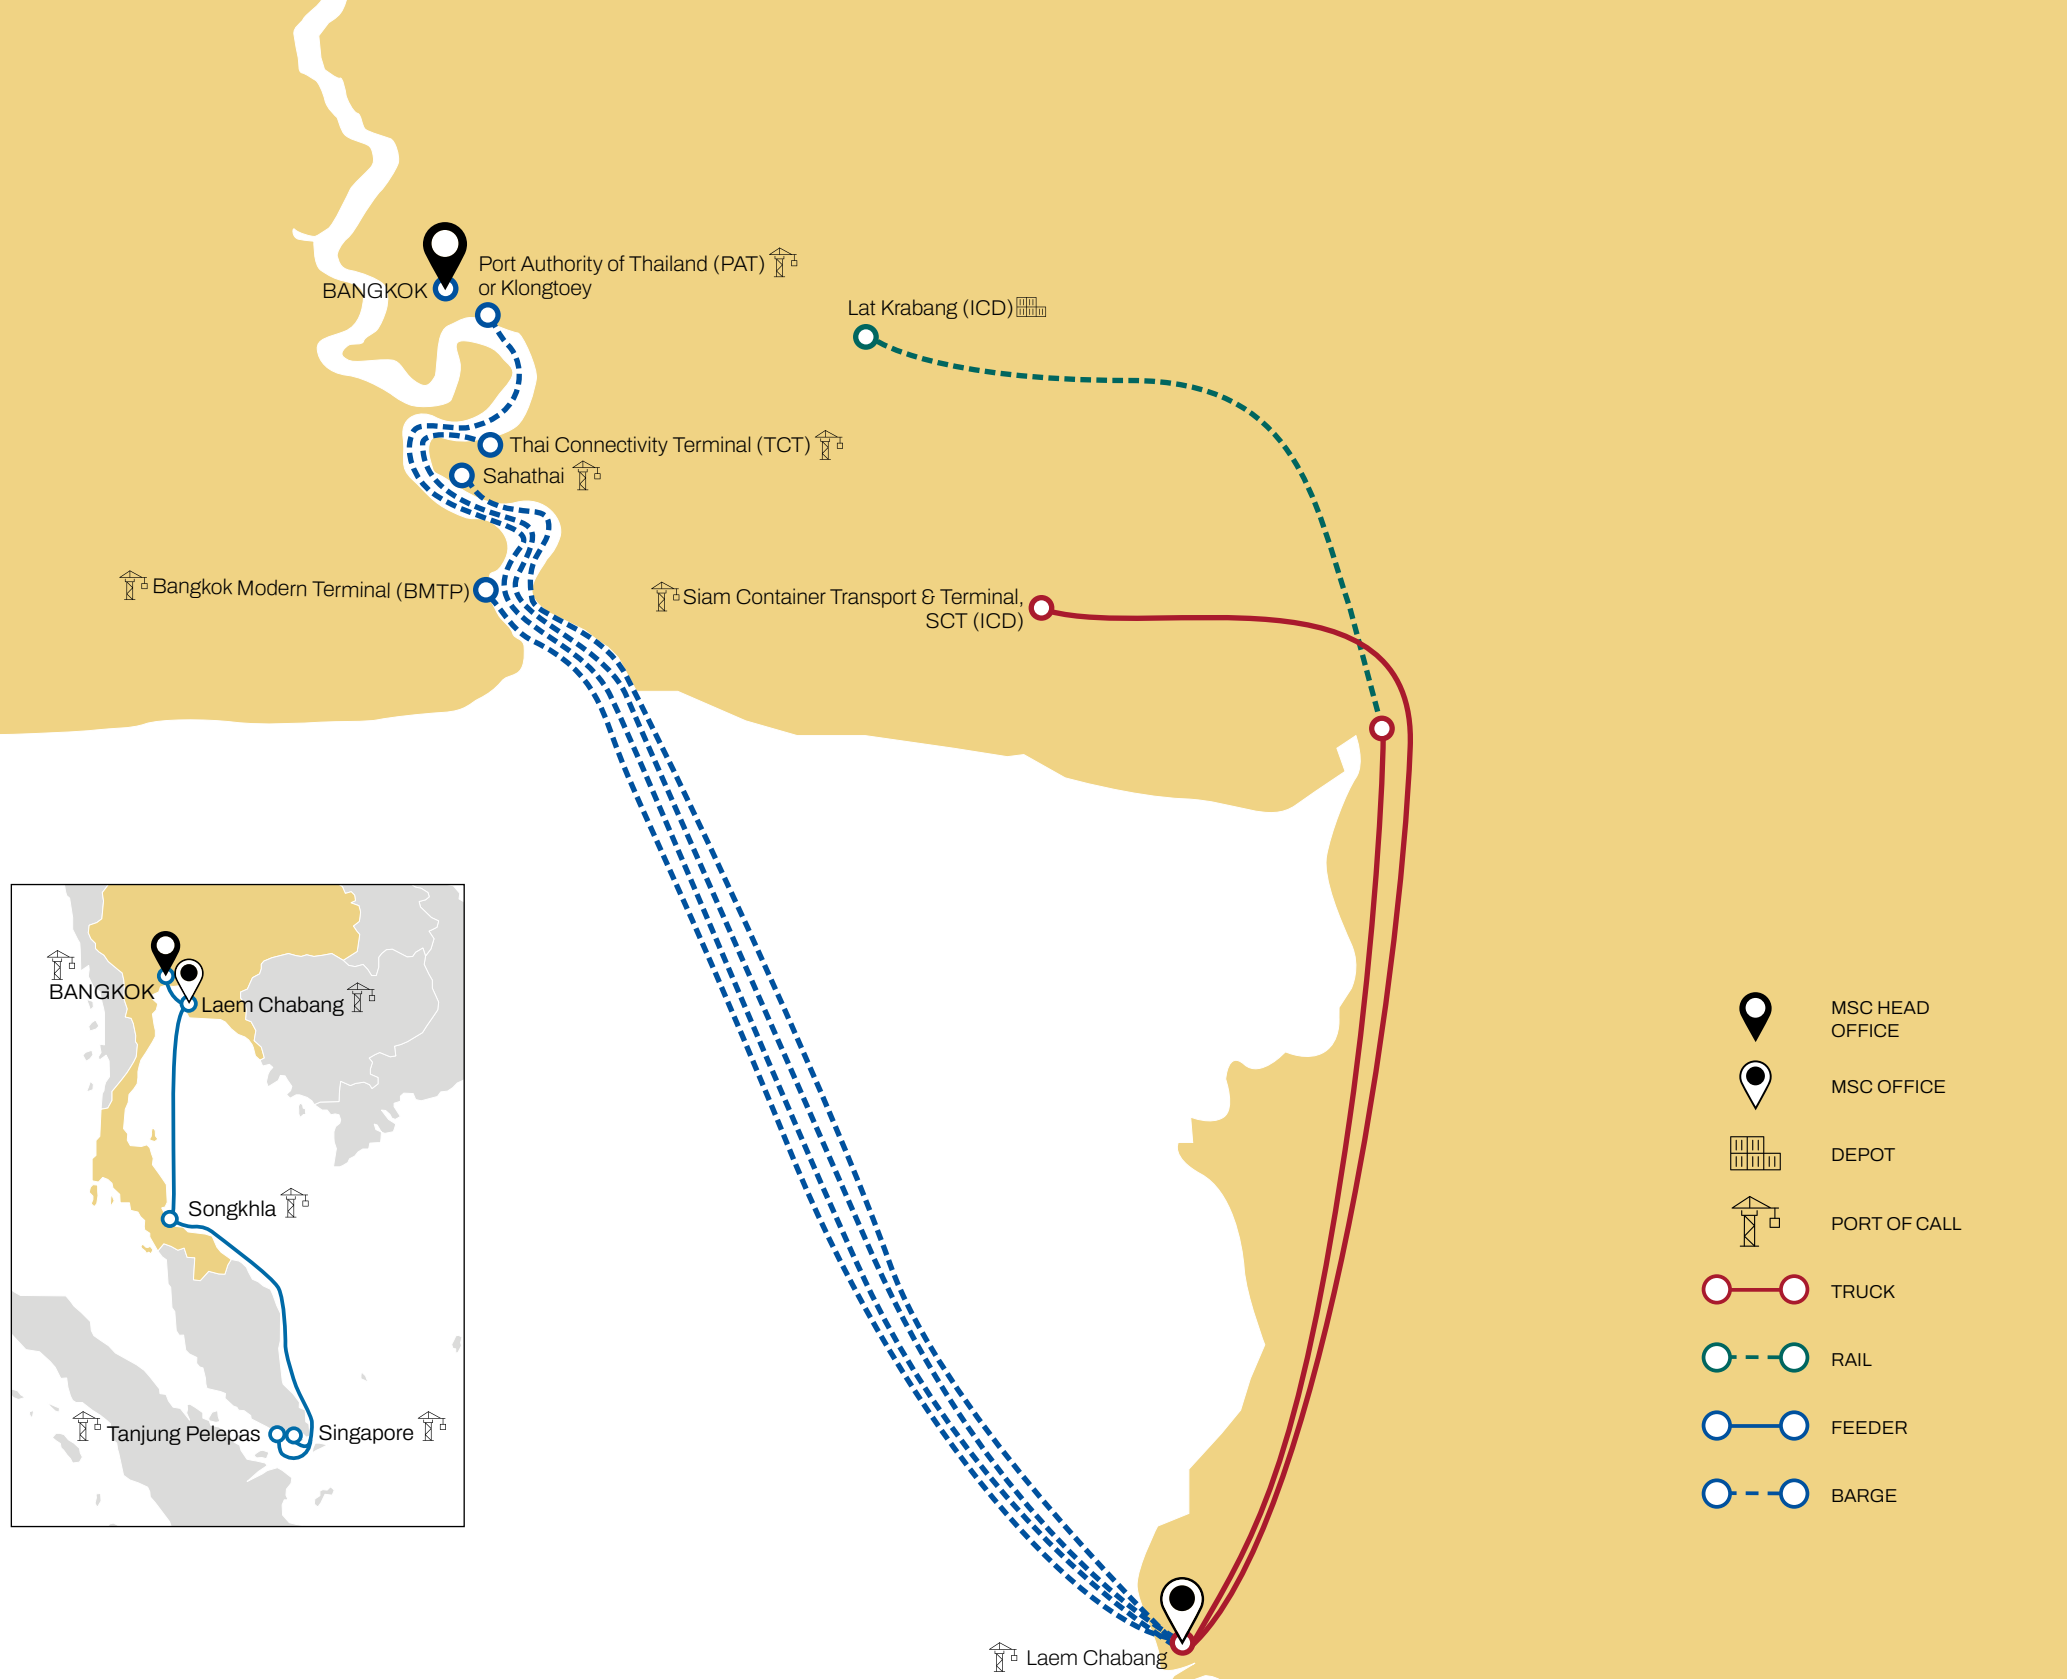 Port Authority of Thailand (PAT)
or Klongtoey
BANGKOK
Lat Krabang (ICD)
Thai Connectivity Terminal (TCT)
Sahathai
Bangkok Modern Terminal (BMTP)
Siam Container Transport & Terminal,
SCT (ICD)
BANGKOK
Laem Chabang
Songkhla
Tanjung Pelepas
Singapore
Laem Chabang
MSC HEAD
OFFICE
MSC OFFICE
DEPOT
PORT OF CALL
TRUCK
RAIL
FEEDER
BARGE